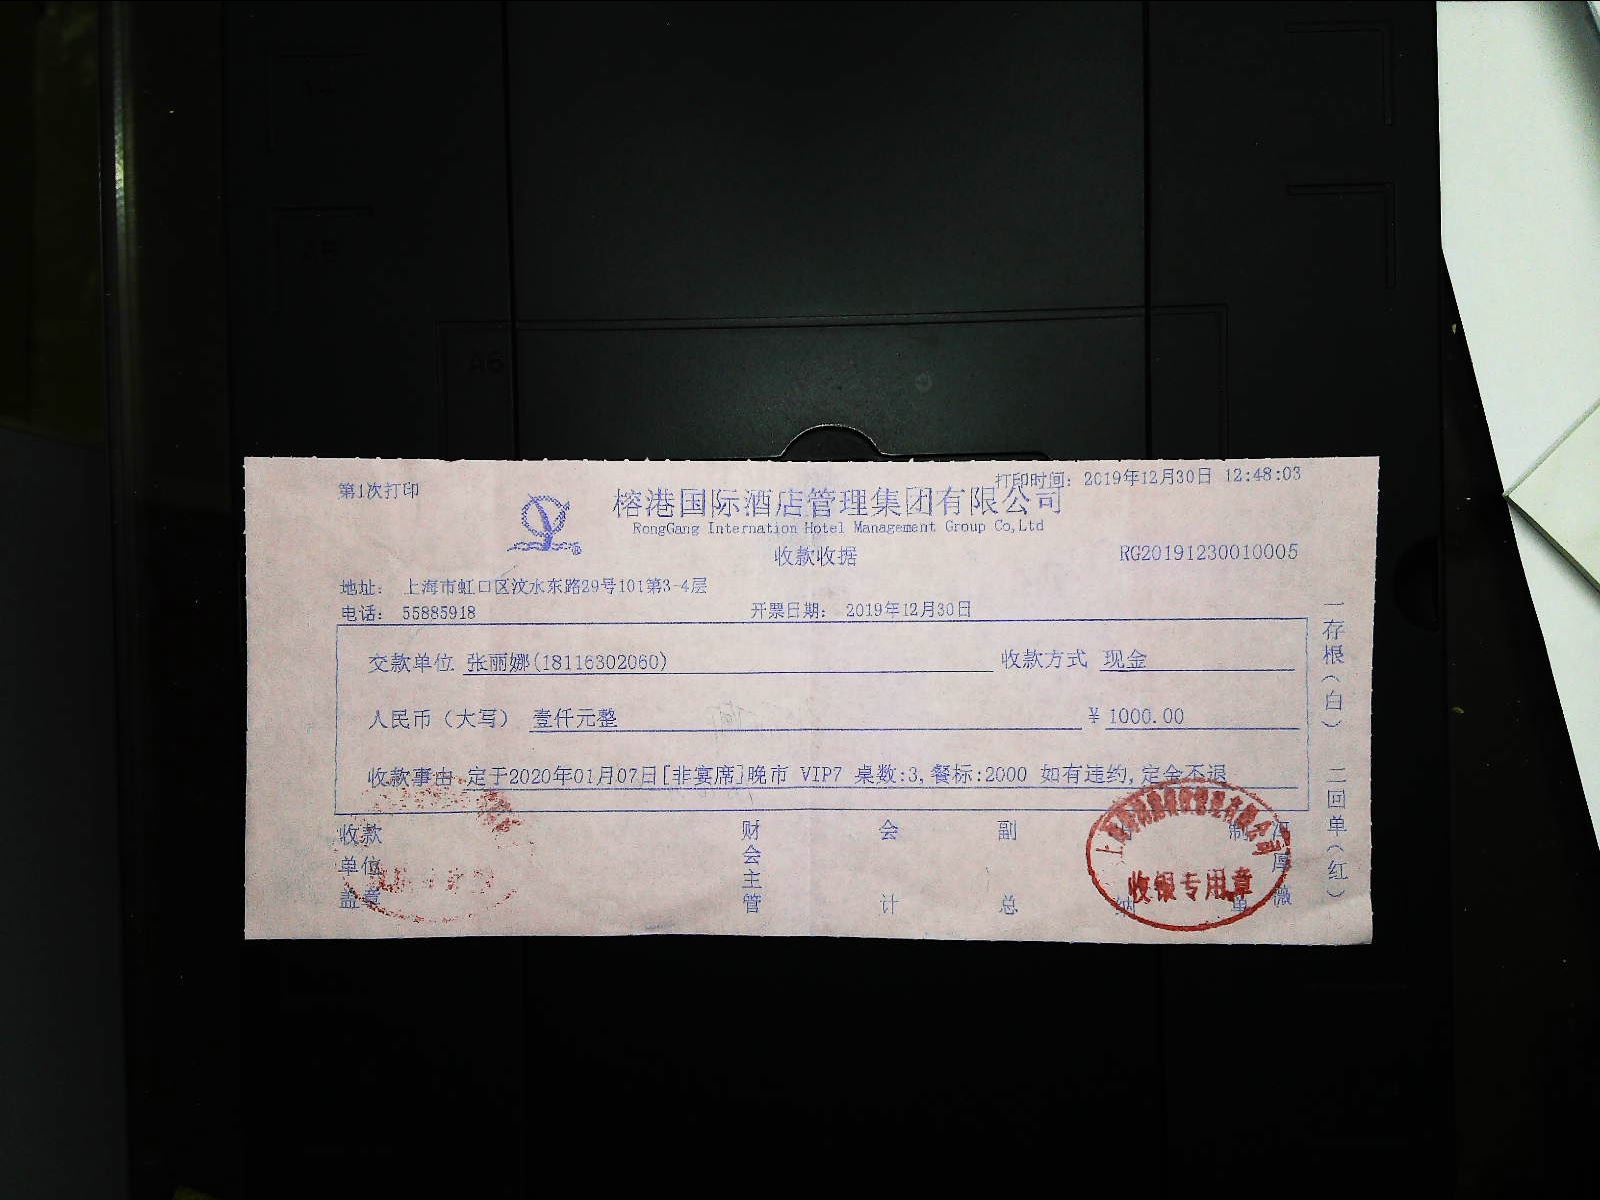 第1次打印
打印时间: 2019年12月30日 12:48:03
榕港国际酒店管理集团有限公司
RongGang Internation Hotel Management Group Co,Ltd
收款收据
RG20191230010005
地址: 上海市虹口区汶水东路29号101第3-4层
电话: 55885918 开票日期: 2019年12月30日
交款单位 张丽娜(18116302060) 收款方式 现金
人民币（大写） 壹仟元整 ¥ 1000.00
收款事由 定于2020年01月07日[非宴席]晚市 VIP7 桌数:3,餐标:2000 如有违约,定金不退
收款单位盖章 财会主管 会计 副总 纳 制单
收银专用章
一存根（白） 二回单（红）
A6